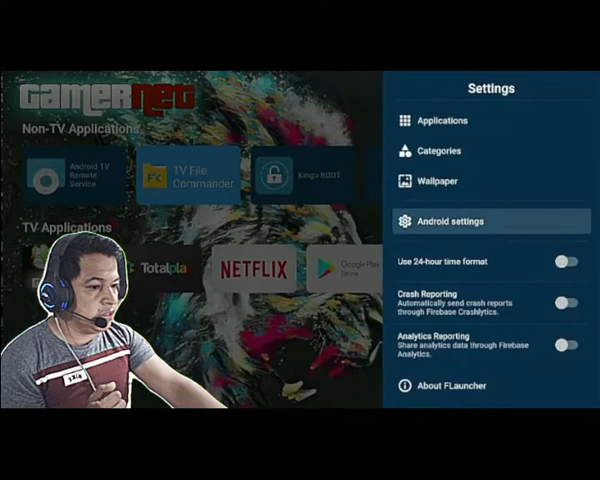 GAMERNET
Settings
Non-TV Applications
Applications
Android TV
Remote
Service
TV File
Commander
Kingo ROOT
Categories
Wallpaper
TV Applications
Android settings
Totalpla
NETFLIX
Google Play
Store
Use 24-hour time format
Crash Reporting
Automatically send crash reports
through Firebase Crashlytics.
Analytics Reporting
Share analytics data through Firebase
Analytics.
About FLauncher